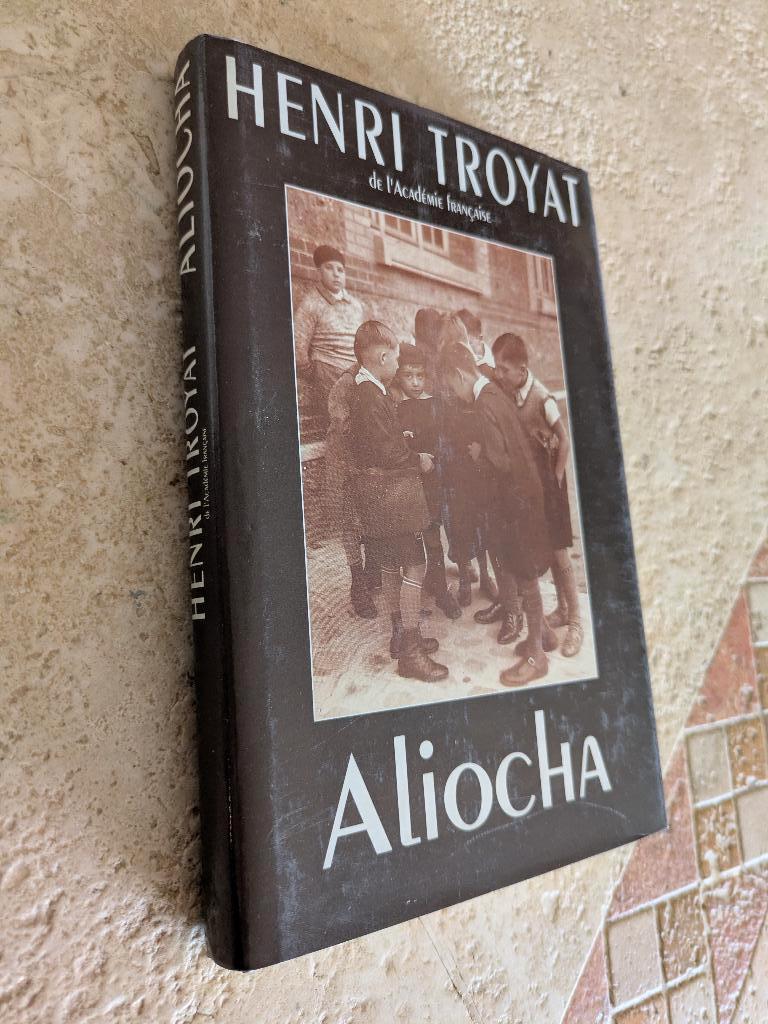 HENRI TROYAT
de l'Académie française
Aliocha
HENRI TROYAT ALIOCHA
de l'Académie française